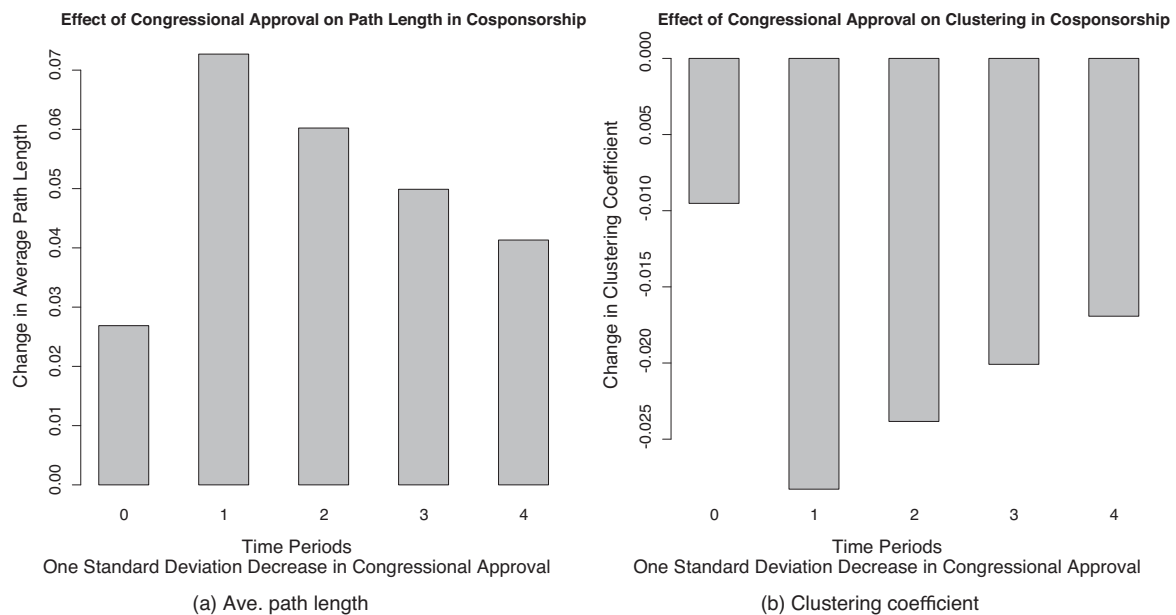 Effect of Congressional Approval on Path Length in Cosponsorship
Change in Average Path Length
0.07
0.06
0.05
0.04
0.03
0.02
0.01
0.00
0 1 2 3 4
Time Periods
One Standard Deviation Decrease in Congressional Approval
(a) Ave. path length
Effect of Congressional Approval on Clustering in Cosponsorship
Change in Clustering Coefficient
0.000
0.005
-0.010
-0.015
-0.020
-0.025
0 1 2 3 4
Time Periods
One Standard Deviation Decrease in Congressional Approval
(b) Clustering coefficient